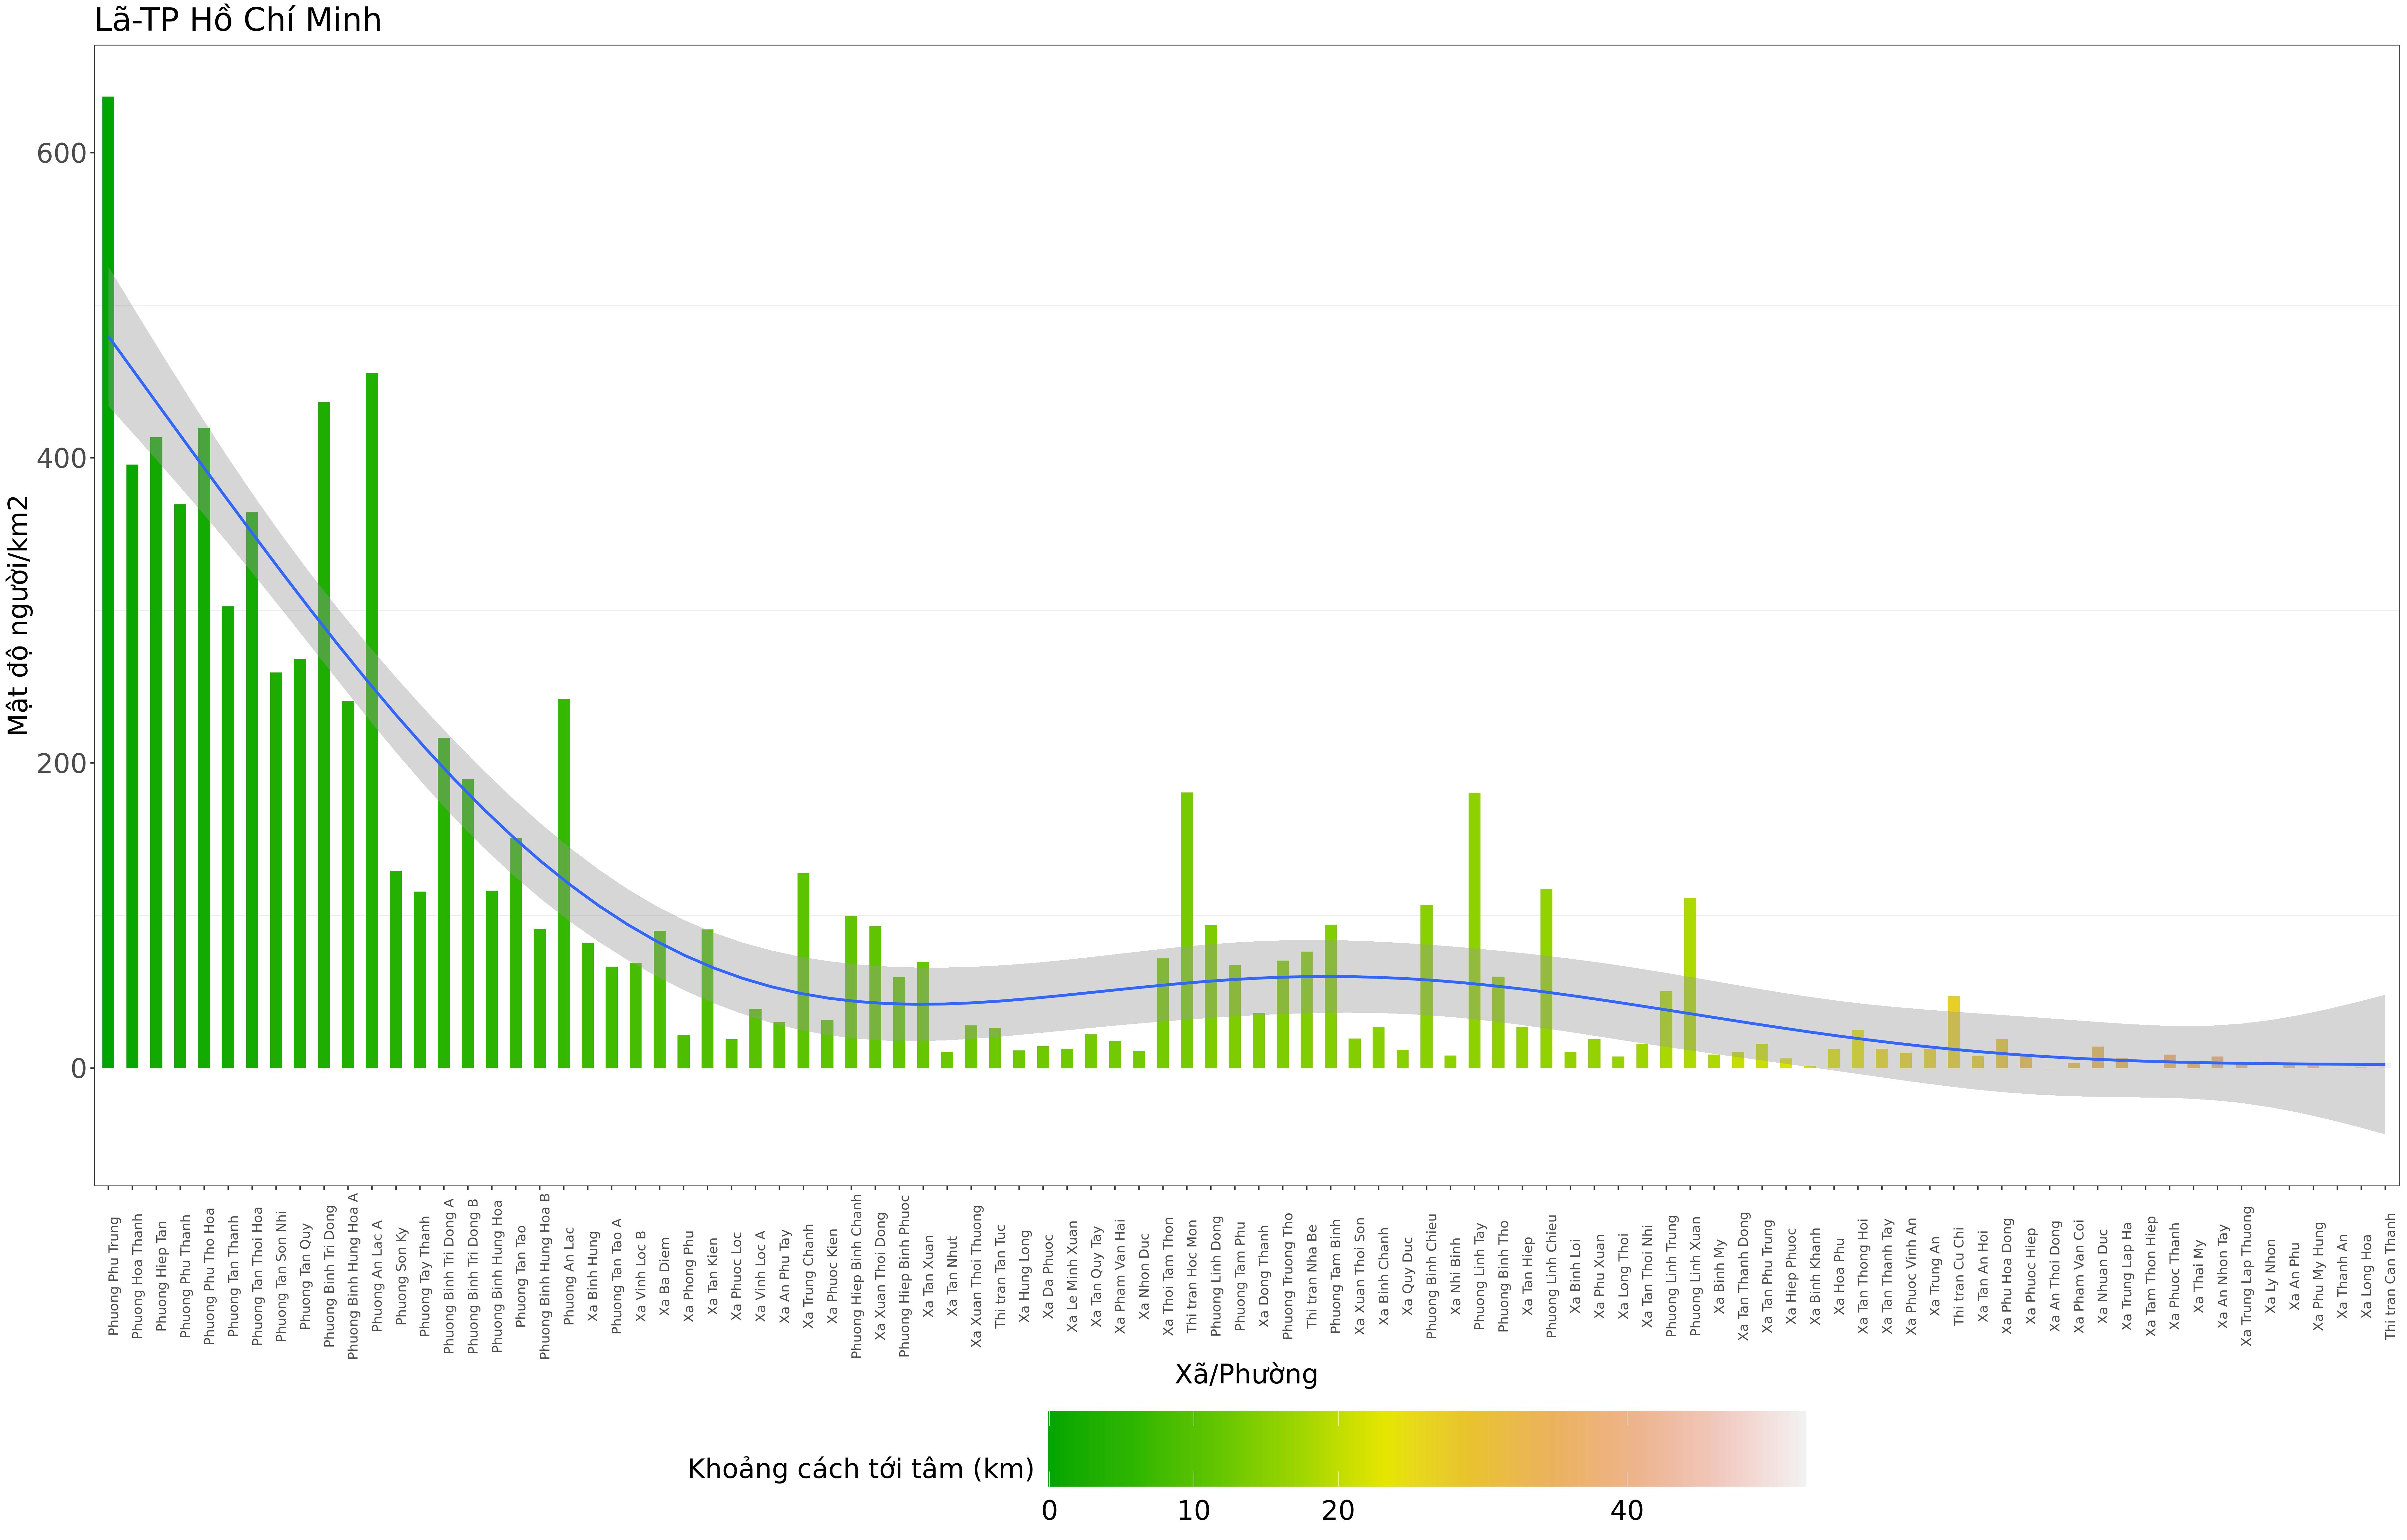 Lã-TP Hồ Chí Minh
Mật độ người/km2
600
400
200
0
Phuong Phu Trung
Phuong Hoa Thanh
Phuong Hiep Tan
Phuong Phu Thanh
Phuong Phu Tho Hoa
Phuong Tan Thanh
Phuong Tan Thoi Hoa
Phuong Tan Son Nhi
Phuong Tan Quy
Phuong Binh Tri Dong
Phuong Binh Hung Hoa A
Phuong An Lac A
Phuong Son Ky
Phuong Tay Thanh
Phuong Binh Tri Dong A
Phuong Binh Tri Dong B
Phuong Binh Hung Hoa
Phuong Tan Tao
Phuong Binh Hung Hoa B
Phuong An Lac
Xa Binh Hung
Phuong Tan Tao A
Xa Vinh Loc B
Xa Ba Diem
Xa Phong Phu
Xa Tan Kien
Xa Phuoc Loc
Xa Vinh Loc A
Xa An Phu Tay
Xa Trung Chanh
Xa Phuoc Kien
Phuong Hiep Binh Chanh
Xa Xuan Thoi Dong
Phuong Hiep Binh Phuoc
Xa Tan Xuan
Xa Tan Nhut
Xa Xuan Thoi Thuong
Thi tran Tan Tuc
Xa Hung Long
Xa Da Phuoc
Xa Le Minh Xuan
Xa Tan Quy Tay
Xa Pham Van Hai
Xa Nhon Duc
Xa Thoi Tam Thon
Thi tran Hoc Mon
Phuong Linh Dong
Phuong Tam Phu
Xa Dong Thanh
Phuong Truong Tho
Thi tran Nha Be
Phuong Tam Binh
Xa Xuan Thoi Son
Xa Binh Chanh
Xa Quy Duc
Phuong Binh Chieu
Xa Nhi Binh
Phuong Linh Tay
Phuong Binh Tho
Xa Tan Hiep
Phuong Linh Chieu
Xa Binh Loi
Xa Phu Xuan
Xa Long Thoi
Xa Tan Thoi Nhi
Phuong Linh Trung
Phuong Linh Xuan
Xa Binh My
Xa Tan Thanh Dong
Xa Tan Phu Trung
Xa Hiep Phuoc
Xa Binh Khanh
Xa Hoa Phu
Xa Tan Thong Hoi
Xa Tan Thanh Tay
Xa Phuoc Vinh An
Xa Trung An
Thi tran Cu Chi
Xa Tan An Hoi
Xa Phu Hoa Dong
Xa Phuoc Hiep
Xa An Thoi Dong
Xa Pham Van Coi
Xa Nhuan Duc
Xa Trung Lap Ha
Xa Tam Thon Hiep
Xa Phuoc Thanh
Xa Thai My
Xa An Nhon Tay
Xa Trung Lap Thuong
Xa Ly Nhon
Xa An Phu
Xa Phu My Hung
Xa Thanh An
Xa Long Hoa
Thi tran Can Thanh
Xã/Phường
Khoảng cách tới tâm (km)
0
10
20
40